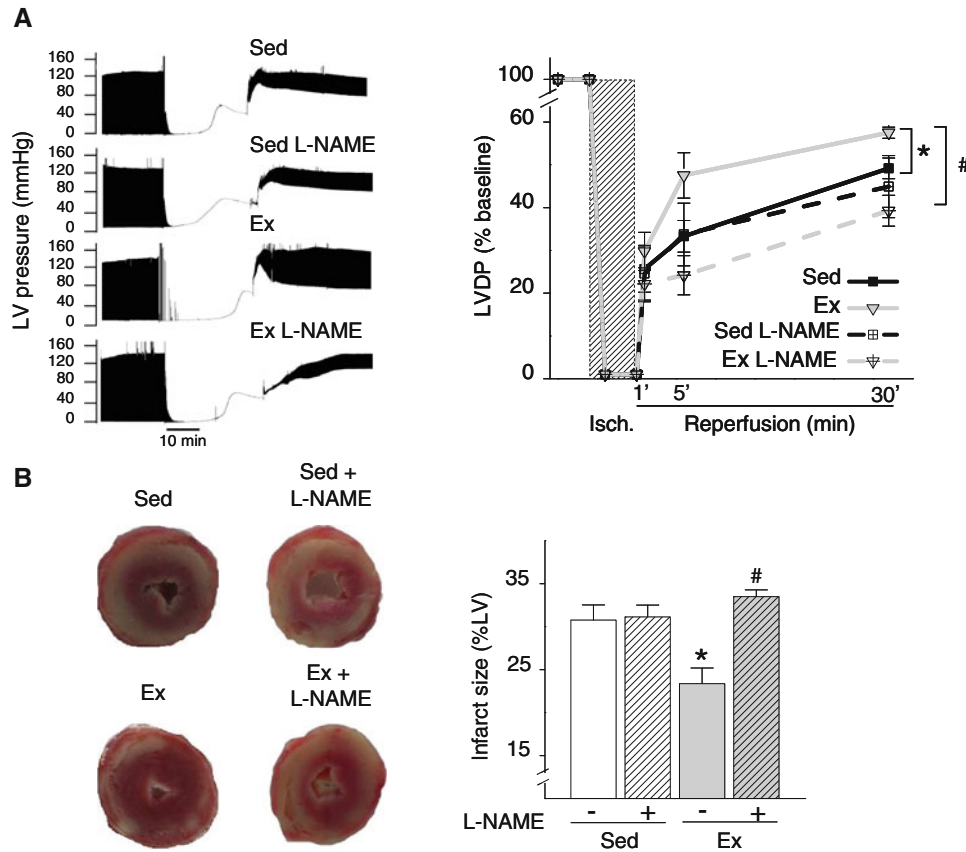 A
Sed
160
120
80
40
0
Sed L-NAME
160
120
80
40
0
Ex
160
120
80
40
0
Ex L-NAME
160
120
80
40
0
LV pressure (mmHg)
10 min
LVDP (% baseline)
100
60
40
20
0
*
#
Sed
Ex
Sed L-NAME
Ex L-NAME
1' 5' 30'
Isch. Reperfusion (min)
B
Sed
Sed +
L-NAME
Ex
Ex +
L-NAME
Infarct size (%LV)
35
25
15
*
#
L-NAME - + - +
Sed Ex